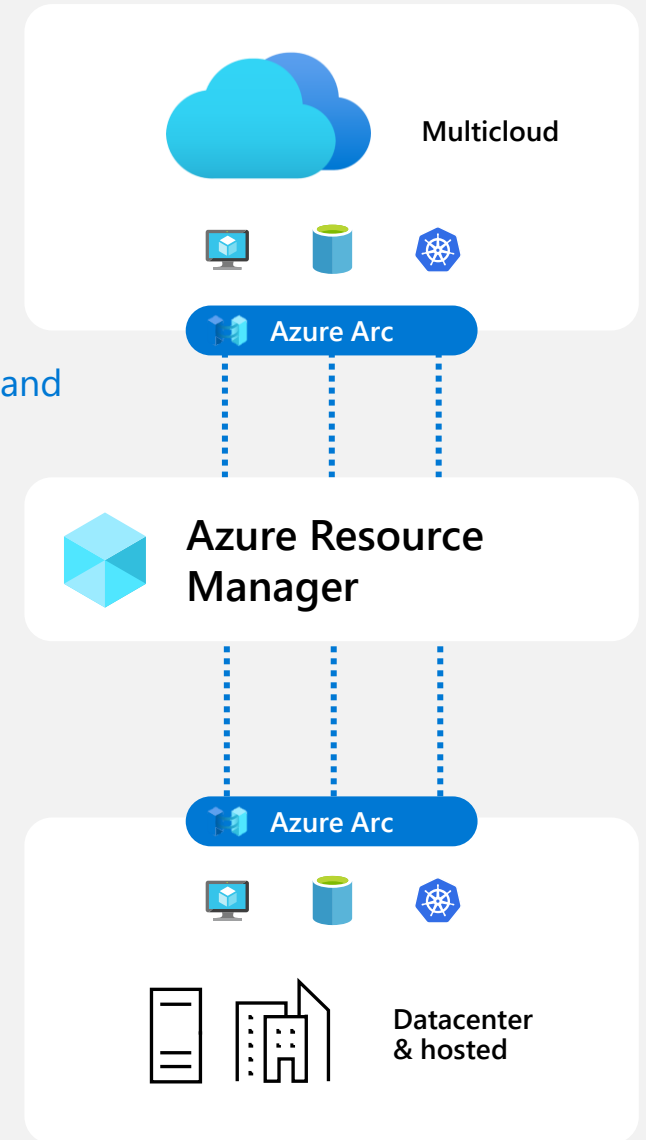 Multicloud
Azure Arc
and
Azure Resource
Manager
Azure Arc
Datacenter
& hosted